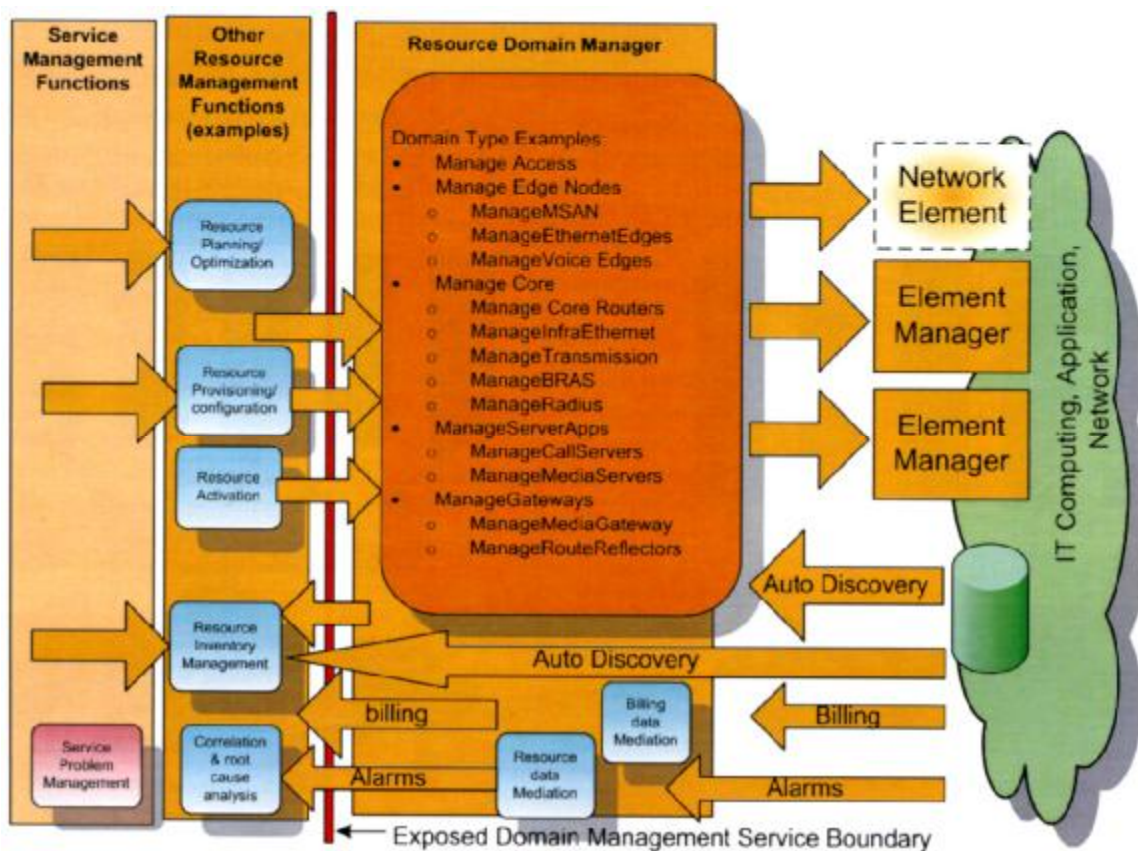 Service
Management
Functions
Other
Resource
Management
Functions
(examples)
Resource Domain Manager
Domain Type Examples:
• Manage Access
• Manage Edge Nodes
o ManageMSAN
o ManageEthernetEdges
o ManageVoice Edges
• Manage Core
o Manage Core Routers
o ManageInfraEthernet
o ManageTransmission
o ManageBRAS
o ManageRadius
• ManageServerApps
o ManageCallServers
o ManageMediaServers
• ManageGateways
o ManageMediaGateway
o ManageRouteReflectors
Resource
Planning/
Optimization
Resource
Provisioning/
configuration
Resource
Activation
Resource
Inventory
Management
Correlation
& root
cause
analysis
Service
Problem
Management
Network
Element
Element
Manager
Element
Manager
IT Computing, Application,
Network
Auto Discovery
Auto Discovery
billing
Billing
data
Mediation
Billing
Alarms
Resource
data
Mediation
Alarms
Exposed Domain Management Service Boundary